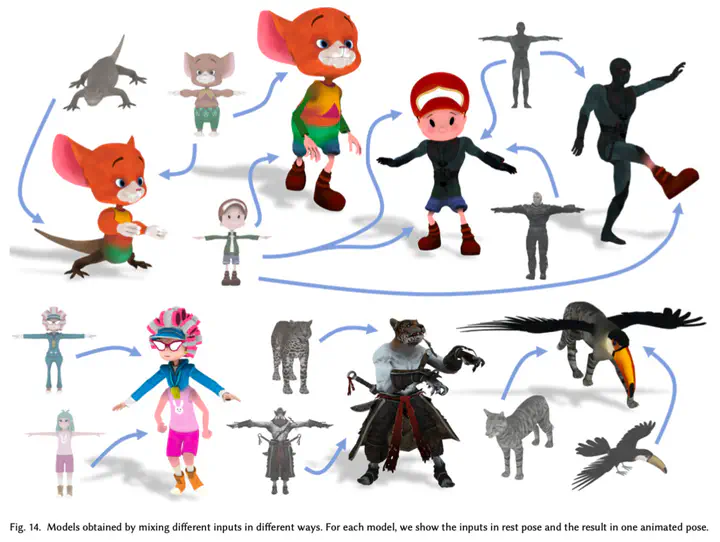 Fig. 14. Models obtained by mixing different inputs in different ways. For each model, we show the inputs in rest pose and the result in one animated pose.